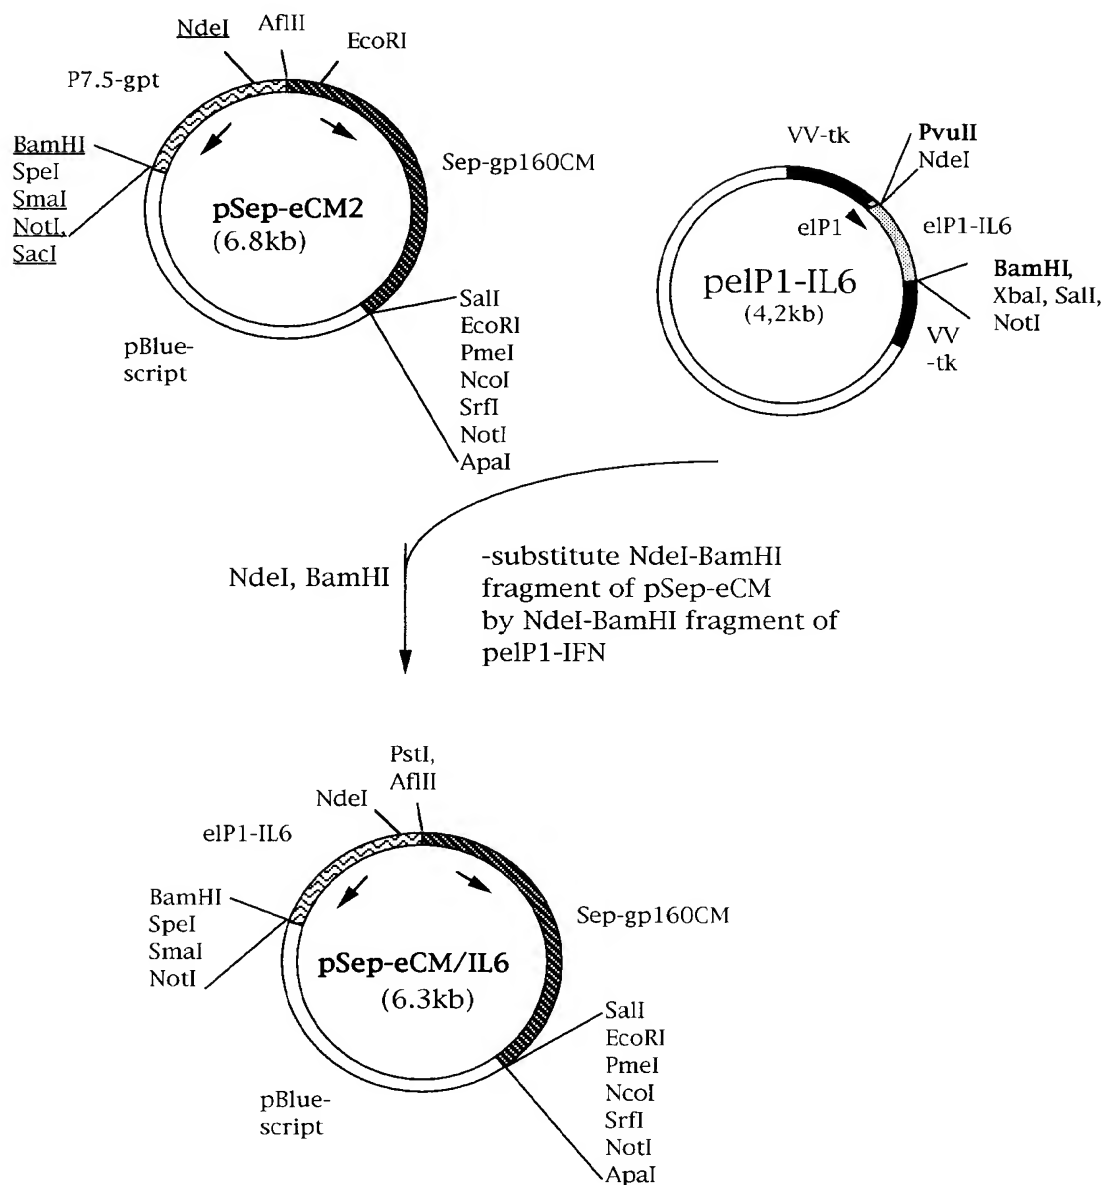 NdeI
AflII
EcoRI
P7.5-gpt
BamHI
SpeI
SmaI
NotI,
SacI
pSep-eCM2
(6.8kb)
Sep-gp160CM
SalI
EcoRI
PmeI
NcoI
SrfI
NotI
ApaI
pBlue-
script
VV-tk
PvuII
NdeI
elP1
elP1-IL6
pelP1-IL6
(4,2kb)
BamHI,
XbaI, SalI,
NotI
VV
-tk
NdeI, BamHI
-substitute NdeI-BamHI
fragment of pSep-eCM
by NdeI-BamHI fragment of
pelP1-IFN
PstI,
AflII
NdeI
elP1-IL6
BamHI
SpeI
SmaI
NotI
pSep-eCM/IL6
(6.3kb)
Sep-gp160CM
SalI
EcoRI
PmeI
NcoI
SrfI
NotI
ApaI
pBlue-
script